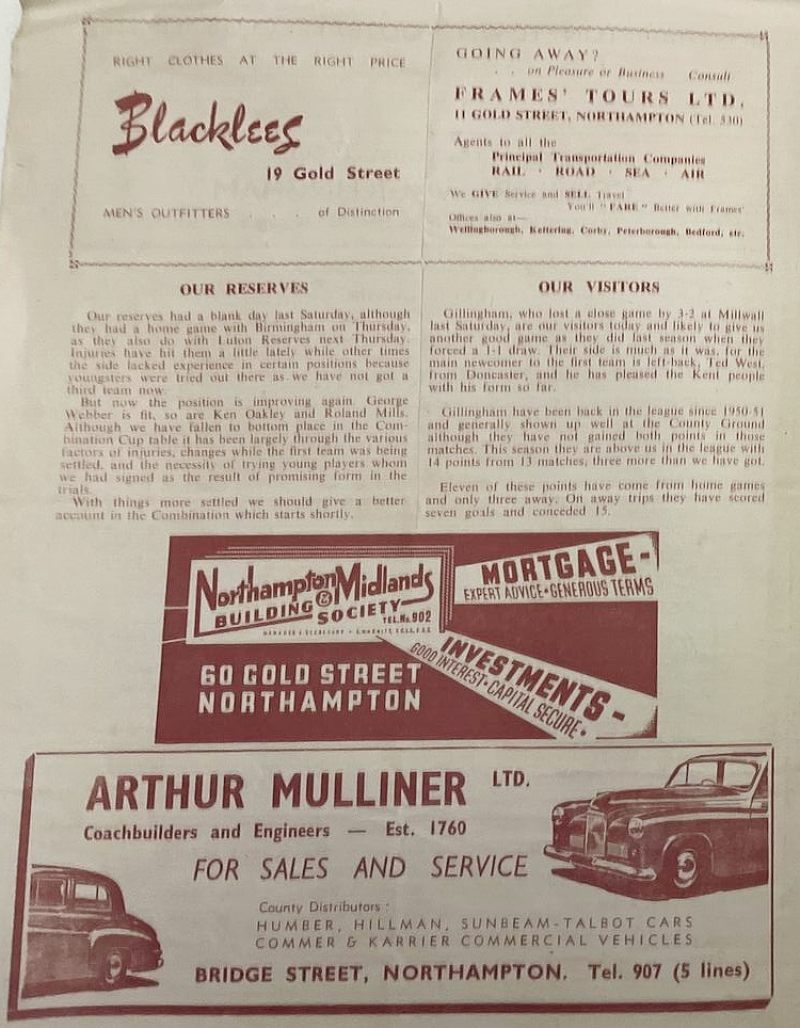 RIGHT CLOTHES AT THE RIGHT PRICE
Blacklees
19 Gold Street
MEN'S OUTFITTERS . . . . of Distinction
GOING AWAY?
. . on Pleasure or Business Consult
FRAMES' TOURS LTD.
11 GOLD STREET, NORTHAMPTON (Tel. 530)
Agents to all the
Principal Transportation Companies
RAIL · ROAD · SEA · AIR
We GIVE Service and SELL Travel
You'll "FARE" Better with Frames'
Offices also at—
Wellingborough, Kettering, Corby, Peterborough, Bedford, etc.
OUR RESERVES
Our reserves had a blank day last Saturday, although
they had a home game with Birmingham on Thursday,
as they also do with Luton Reserves next Thursday.
Injuries have hit them a little lately while other times
the side lacked experience in certain positions because
youngsters were tried out there as we have not got a
third team now.
But now the position is improving again. George
Webber is fit, so are Ken Oakley and Roland Mills.
Although we have fallen to bottom place in the Com-
bination Cup table it has been largely through the various
factors of injuries, changes while the first team was being
settled, and the necessity of trying young players whom
we had signed as the result of promising form in the
trials.
With things more settled we should give a better
account in the Combination which starts shortly.
OUR VISITORS
Gillingham, who lost a close game by 3-2 at Millwall
last Saturday, are our visitors today and likely to give us
another good game as they did last season when they
forced a 1-1 draw. Their side is much as it was, for the
main newcomer to the first team is left-back, Ted West,
from Doncaster, and he has pleased the Kent people
with his form so far.
Gillingham have been back in the league since 1950-51
and generally shown up well at the County Ground
although they have not gained both points in those
matches. This season they are above us in the league with
14 points from 13 matches, three more than we have got.
Eleven of these points have come from home games
and only three away. On away trips they have scored
seven goals and conceded 15.
Northampton & Midlands
BUILDING SOCIETY
TEL. No. 902
MANAGER & SECRETARY
60 GOLD STREET
NORTHAMPTON
MORTGAGE-
EXPERT ADVICE · GENEROUS TERMS
INVESTMENTS-
GOOD INTEREST · CAPITAL SECURE ·
ARTHUR MULLINER LTD.
Coachbuilders and Engineers — Est. 1760
FOR SALES AND SERVICE
County Distributors :
HUMBER, HILLMAN, SUNBEAM-TALBOT CARS
COMMER & KARRIER COMMERCIAL VEHICLES
BRIDGE STREET, NORTHAMPTON. Tel. 907 (5 lines)